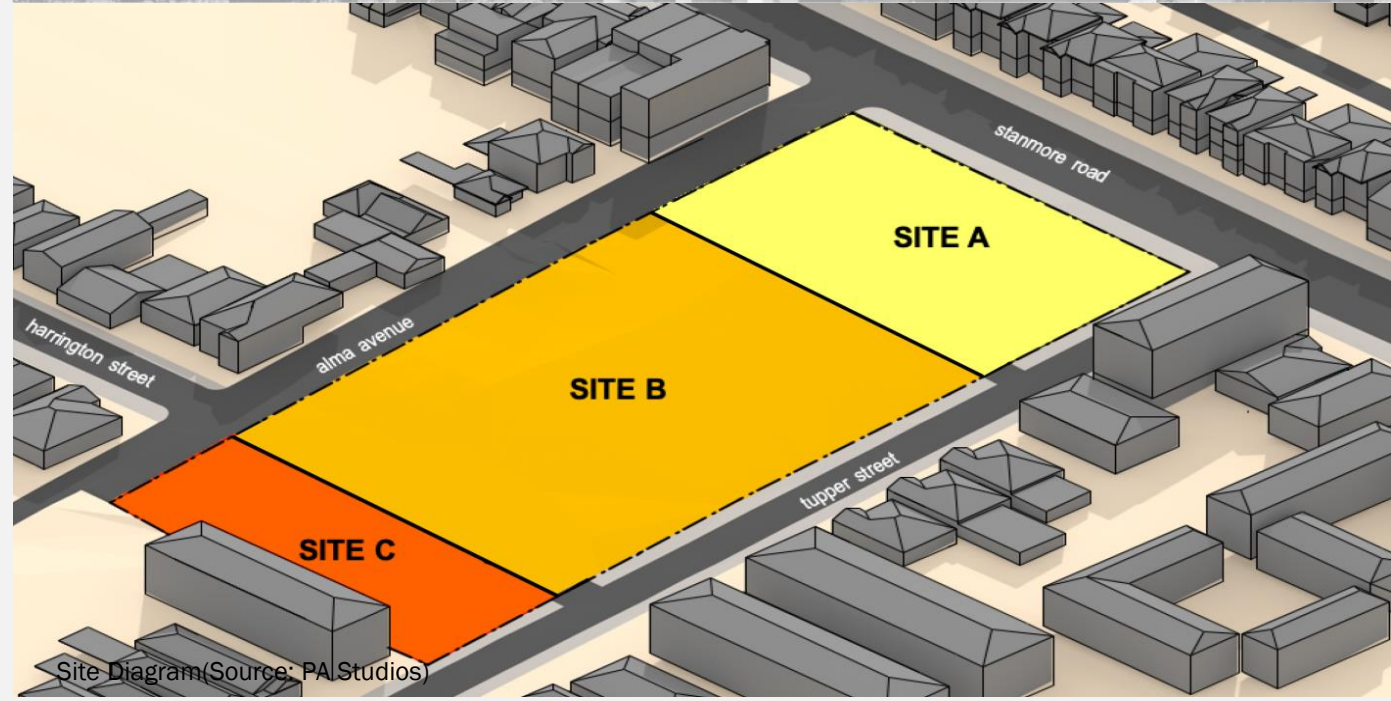 stanmore road
SITE A
harrington street
alma avenue
SITE B
tupper street
SITE C
Site Diagram(Source: PA Studios)